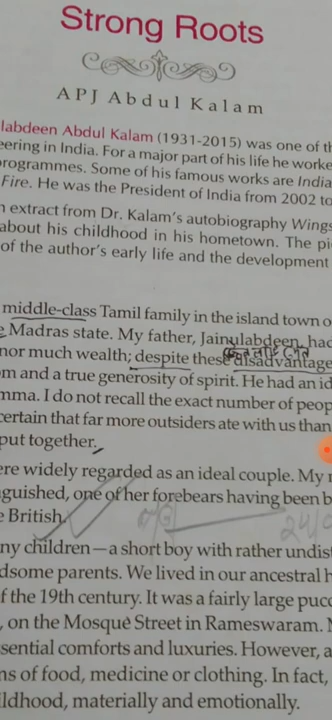 Strong Roots
APJ Abdul Kalam
labdeen Abdul Kalam (1931-2015) was one of th
eering in India. For a major part of his life he worke
programmes. Some of his famous works are India
Fire. He was the President of India from 2002 to
n extract from Dr. Kalam's autobiography Wings
about his childhood in his hometown. The pi
of the author's early life and the development
middle-class Tamil family in the island town o
e Madras state. My father, Jainulabdeen, had
nor much wealth; despite these disadvantage
m and a true generosity of spirit. He had an id
mma. I do not recall the exact number of peop
certain that far more outsiders ate with us than
put together.
ere widely regarded as an ideal couple. My r
nguished, one of her forebears having been b
e British.
ny children—a short boy with rather undist
dsome parents. We lived in our ancestral h
f the 19th century. It was a fairly large pucc
, on the Mosque Street in Rameswaram. M
sential comforts and luxuries. However, a
ns of food, medicine or clothing. In fact,
ildhood, materially and emotionally.